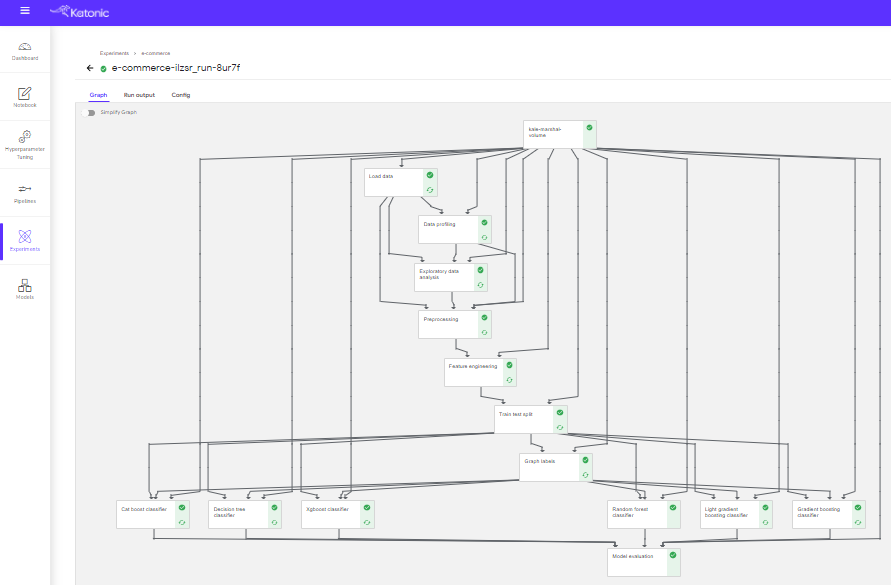 Katonic
Dashboard
Notebook
Hyperparameter
Tuning
Pipelines
Experiments
Models
Experiments > e-commerce
e-commerce-ilzsr_run-8ur7f
Graph Run output Config
Simplify Graph
kale-marshal-
volume
Load data
Data profiling
Exploratory data
analysis
Preprocessing
Feature engineering
Train test split
Graph labels
Cat boost classifier
Decision tree
classifier
Xgboost classifier
Random forest
classifier
Light gradient
boosting classifier
Gradient boosting
classifier
Model evaluation